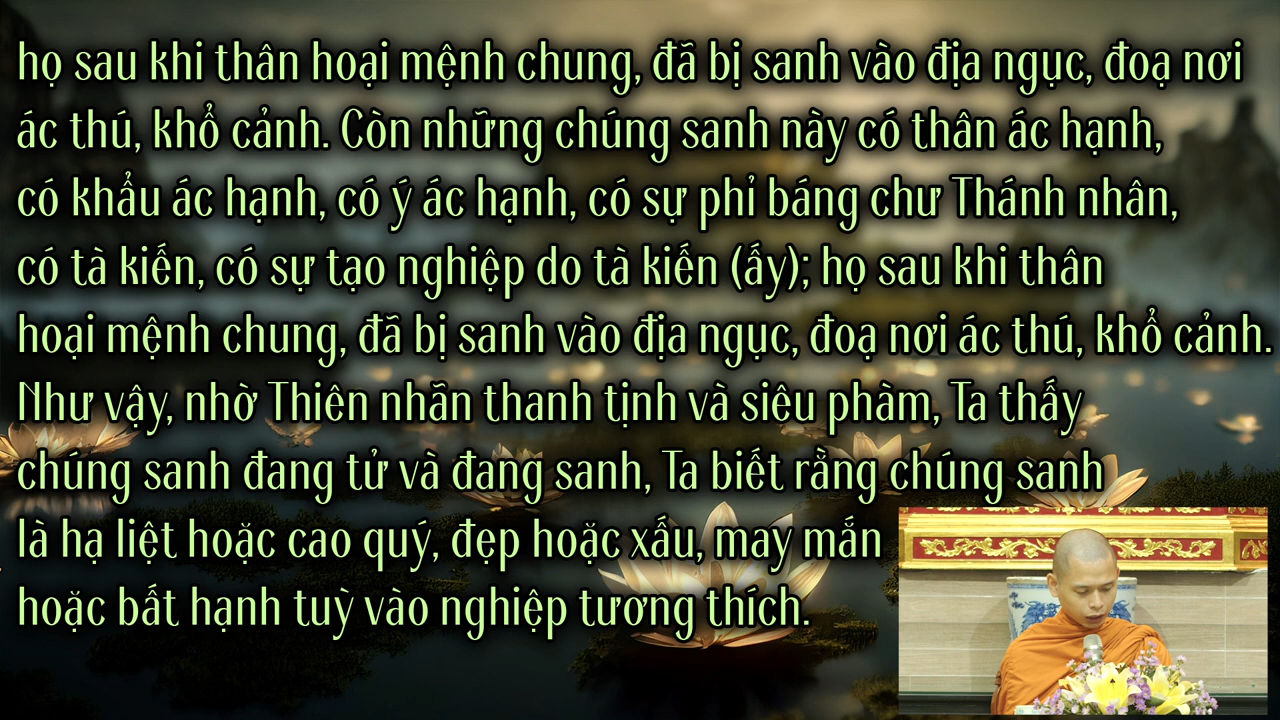 họ sau khi thân hoại mệnh chung, đã bị sanh vào địa ngục, đoạ nơi
ác thú, khổ cảnh. Còn những chúng sanh này có thân ác hạnh,
có khẩu ác hạnh, có ý ác hạnh, có sự phỉ báng chư Thánh nhân,
có tà kiến, có sự tạo nghiệp do tà kiến (ấy); họ sau khi thân
hoại mệnh chung, đã bị sanh vào địa ngục, đoạ nơi ác thú, khổ cảnh.
Như vậy, nhờ Thiên nhãn thanh tịnh và siêu phàm, Ta thấy
chúng sanh đang tử và đang sanh, Ta biết rằng chúng sanh
là hạ liệt hoặc cao quý, đẹp hoặc xấu, may mắn
hoặc bất hạnh tuỳ vào nghiệp tương thích.